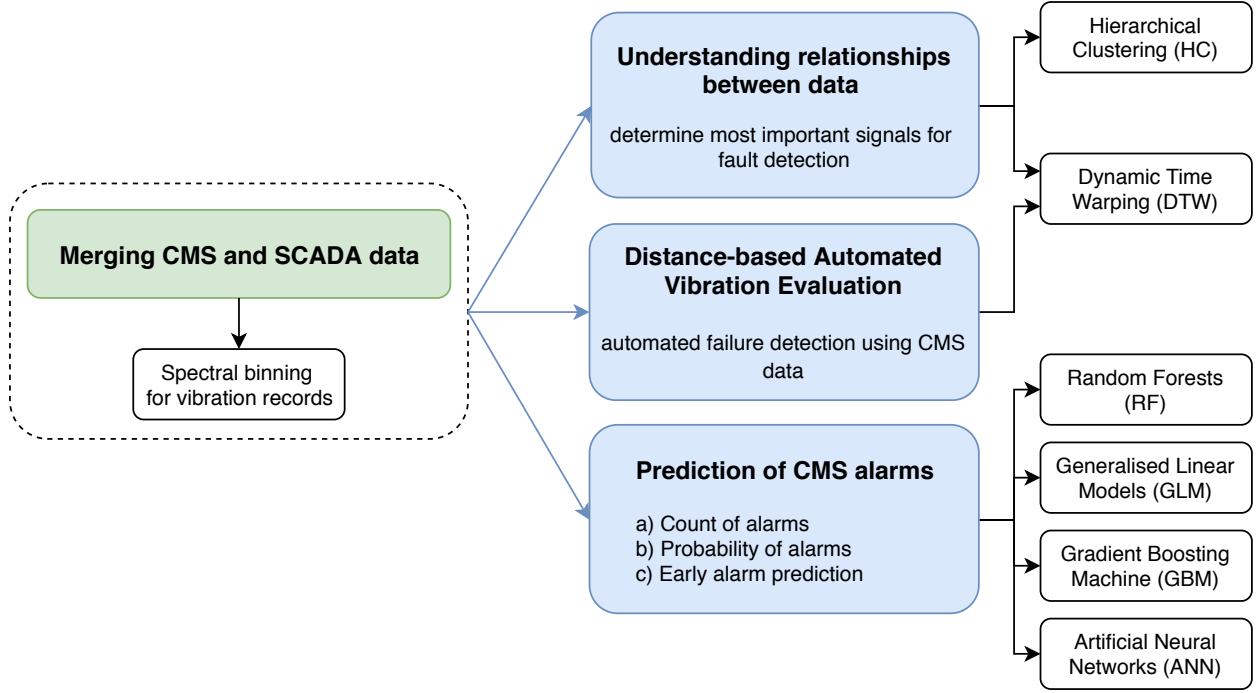 Merging CMS and SCADA data
Spectral binning
for vibration records
Understanding relationships
between data
determine most important signals for
fault detection
Distance-based Automated
Vibration Evaluation
automated failure detection using CMS
data
Prediction of CMS alarms
a) Count of alarms
b) Probability of alarms
c) Early alarm prediction
Hierarchical
Clustering (HC)
Dynamic Time
Warping (DTW)
Random Forests
(RF)
Generalised Linear
Models (GLM)
Gradient Boosting
Machine (GBM)
Artificial Neural
Networks (ANN)